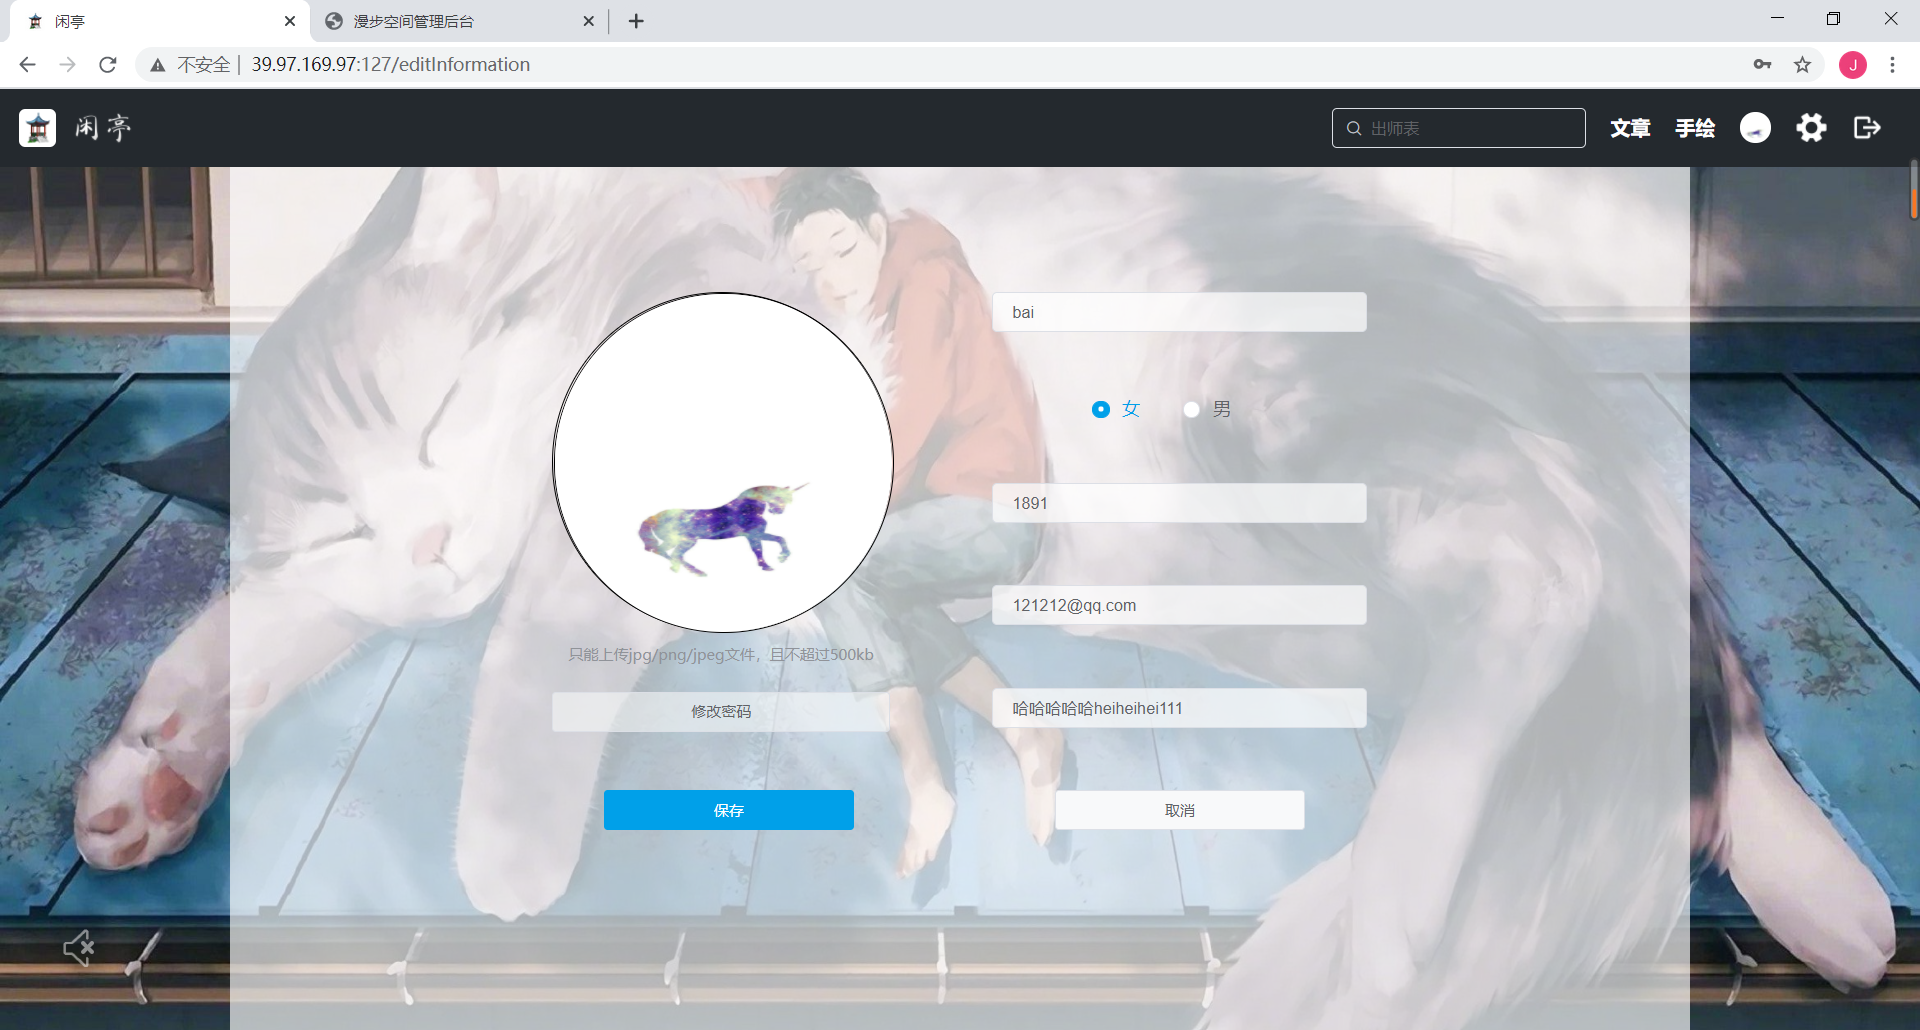 闲亭
漫步空间管理后台
不安全
39.97.169.97:127/editInformation
J
闲亭
出师表
文章
手绘
bai
女
男
1891
121212@qq.com
只能上传jpg/png/jpeg文件，且不超过500kb
修改密码
哈哈哈哈哈heiheihei111
保存
取消